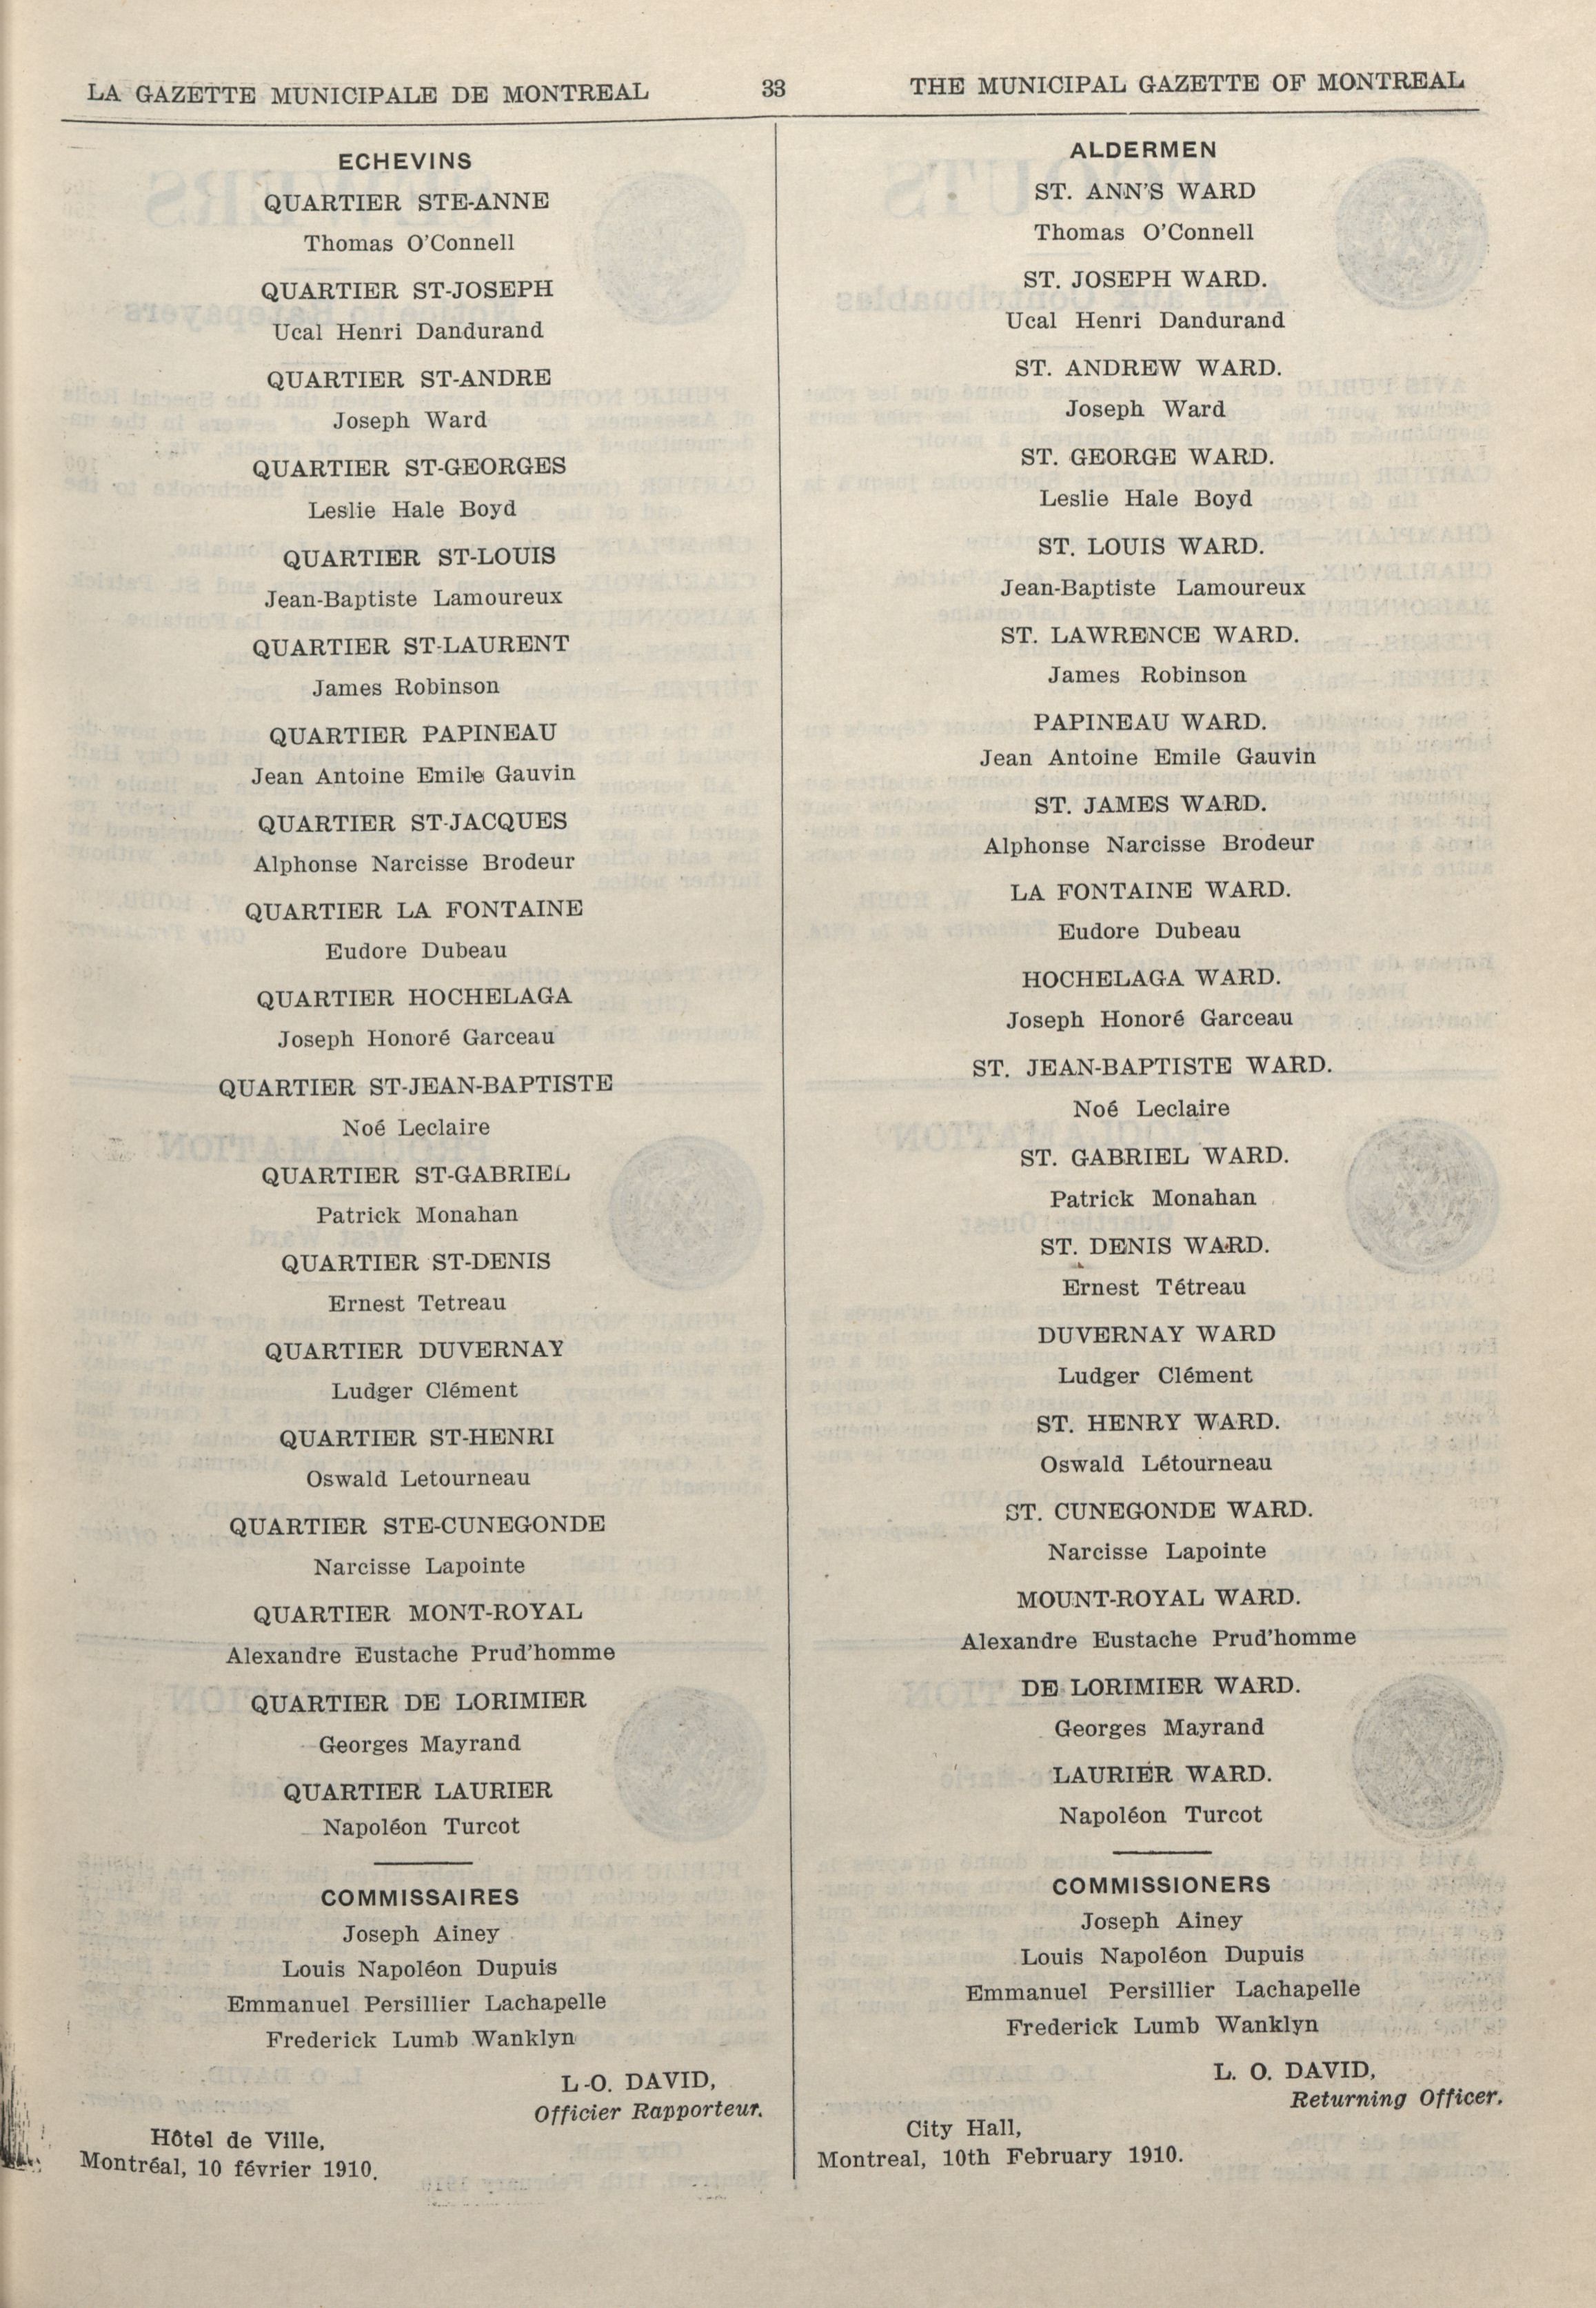 LA GAZETTE MUNICIPALE DE MONTREAL
33
THE MUNICIPAL GAZETTE OF MONTREAL
ECHEVINS
QUARTIER STE-ANNE
Thomas O'Connell
QUARTIER ST-JOSEPH
Ucal Henri Dandurand
QUARTIER ST-ANDRE
Joseph Ward
QUARTIER ST-GEORGES
Leslie Hale Boyd
QUARTIER ST-LOUIS
Jean-Baptiste Lamoureux
QUARTIER ST-LAURENT
James Robinson
QUARTIER PAPINEAU
Jean Antoine Emile Gauvin
QUARTIER ST-JACQUES
Alphonse Narcisse Brodeur
QUARTIER LA FONTAINE
Eudore Dubeau
QUARTIER HOCHELAGA
Joseph Honoré Garceau
QUARTIER ST-JEAN-BAPTISTE
Noé Leclaire
QUARTIER ST-GABRIEL
Patrick Monahan
QUARTIER ST-DENIS
Ernest Tetreau
QUARTIER DUVERNAY
Ludger Clément
QUARTIER ST-HENRI
Oswald Letourneau
QUARTIER STE-CUNEGONDE
Narcisse Lapointe
QUARTIER MONT-ROYAL
Alexandre Eustache Prud'homme
QUARTIER DE LORIMIER
Georges Mayrand
QUARTIER LAURIER
Napoléon Turcot
COMMISSAIRES
Joseph Ainey
Louis Napoléon Dupuis
Emmanuel Persillier Lachapelle
Frederick Lumb Wanklyn
L.-O. DAVID,
Officier Rapporteur.
Hôtel de Ville,
Montréal, 10 février 1910.
ALDERMEN
ST. ANN'S WARD
Thomas O'Connell
ST. JOSEPH WARD.
Ucal Henri Dandurand
ST. ANDREW WARD.
Joseph Ward
ST. GEORGE WARD.
Leslie Hale Boyd
ST. LOUIS WARD.
Jean-Baptiste Lamoureux
ST. LAWRENCE WARD.
James Robinson
PAPINEAU WARD.
Jean Antoine Emile Gauvin
ST. JAMES WARD.
Alphonse Narcisse Brodeur
LA FONTAINE WARD.
Eudore Dubeau
HOCHELAGA WARD.
Joseph Honoré Garceau
ST. JEAN-BAPTISTE WARD.
Noé Leclaire
ST. GABRIEL WARD.
Patrick Monahan
ST. DENIS WARD.
Ernest Tétreau
DUVERNAY WARD
Ludger Clément
ST. HENRY WARD.
Oswald Létourneau
ST. CUNEGONDE WARD.
Narcisse Lapointe
MOUNT-ROYAL WARD.
Alexandre Eustache Prud'homme
DE LORIMIER WARD.
Georges Mayrand
LAURIER WARD.
Napoléon Turcot
COMMISSIONERS
Joseph Ainey
Louis Napoléon Dupuis
Emmanuel Persillier Lachapelle
Frederick Lumb Wanklyn
L. O. DAVID,
Returning Officer.
City Hall,
Montreal, 10th February 1910.